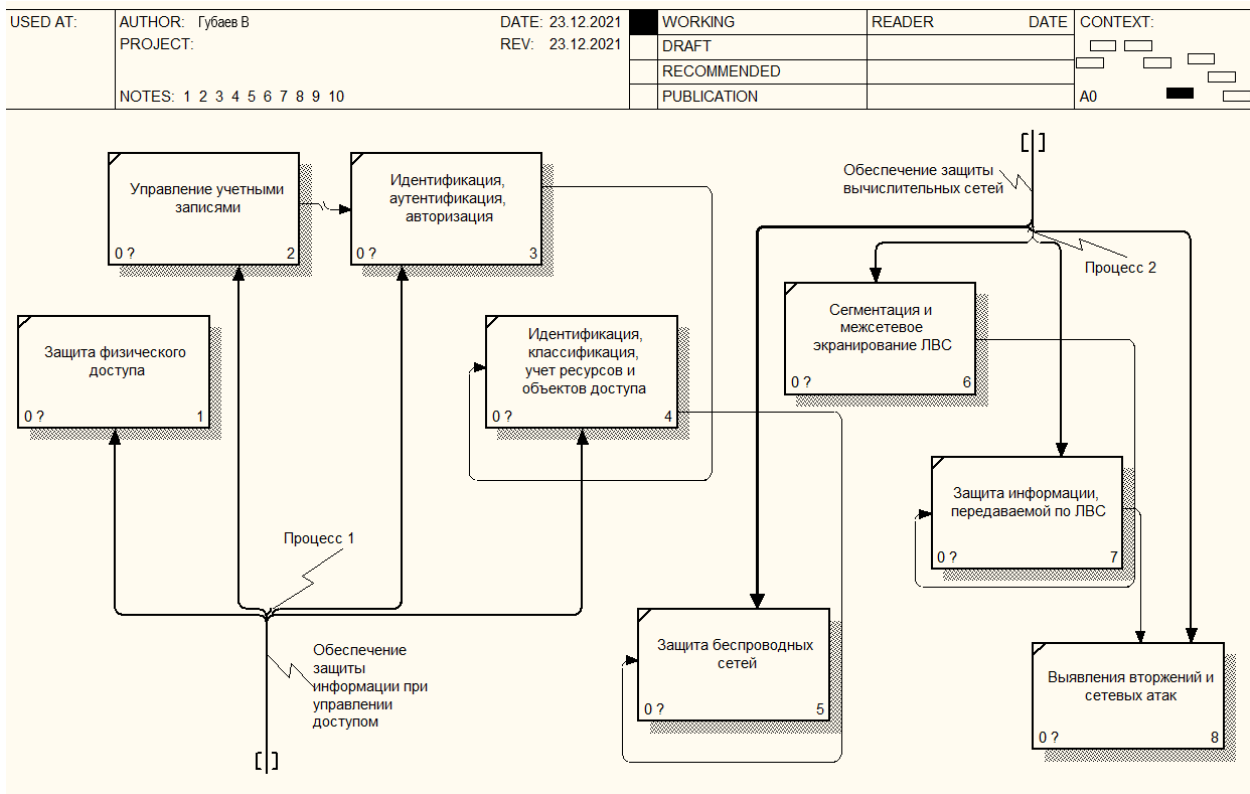 USED AT:
AUTHOR: Губаев В
DATE: 23.12.2021
PROJECT:
REV: 23.12.2021
NOTES: 1 2 3 4 5 6 7 8 9 10
WORKING
DRAFT
RECOMMENDED
PUBLICATION
READER DATE
CONTEXT:
A0
Управление учетными
записями
0 ? 2
Идентификация,
аутентификация,
авторизация
0 ? 3
Обеспечение защиты
вычислительных сетей
Процесс 2
Защита физического
доступа
0 ? 1
Идентификация,
классификация,
учет ресурсов и
объектов доступа
0 ? 4
Сегментация и
межсетевое
экранирование ЛВС
0 ? 6
Защита информации,
передаваемой по ЛВС
0 ? 7
Процесс 1
Обеспечение
защиты
информации при
управлении
доступом
Защита беспроводных
сетей
0 ? 5
Выявления вторжений и
сетевых атак
0 ? 8